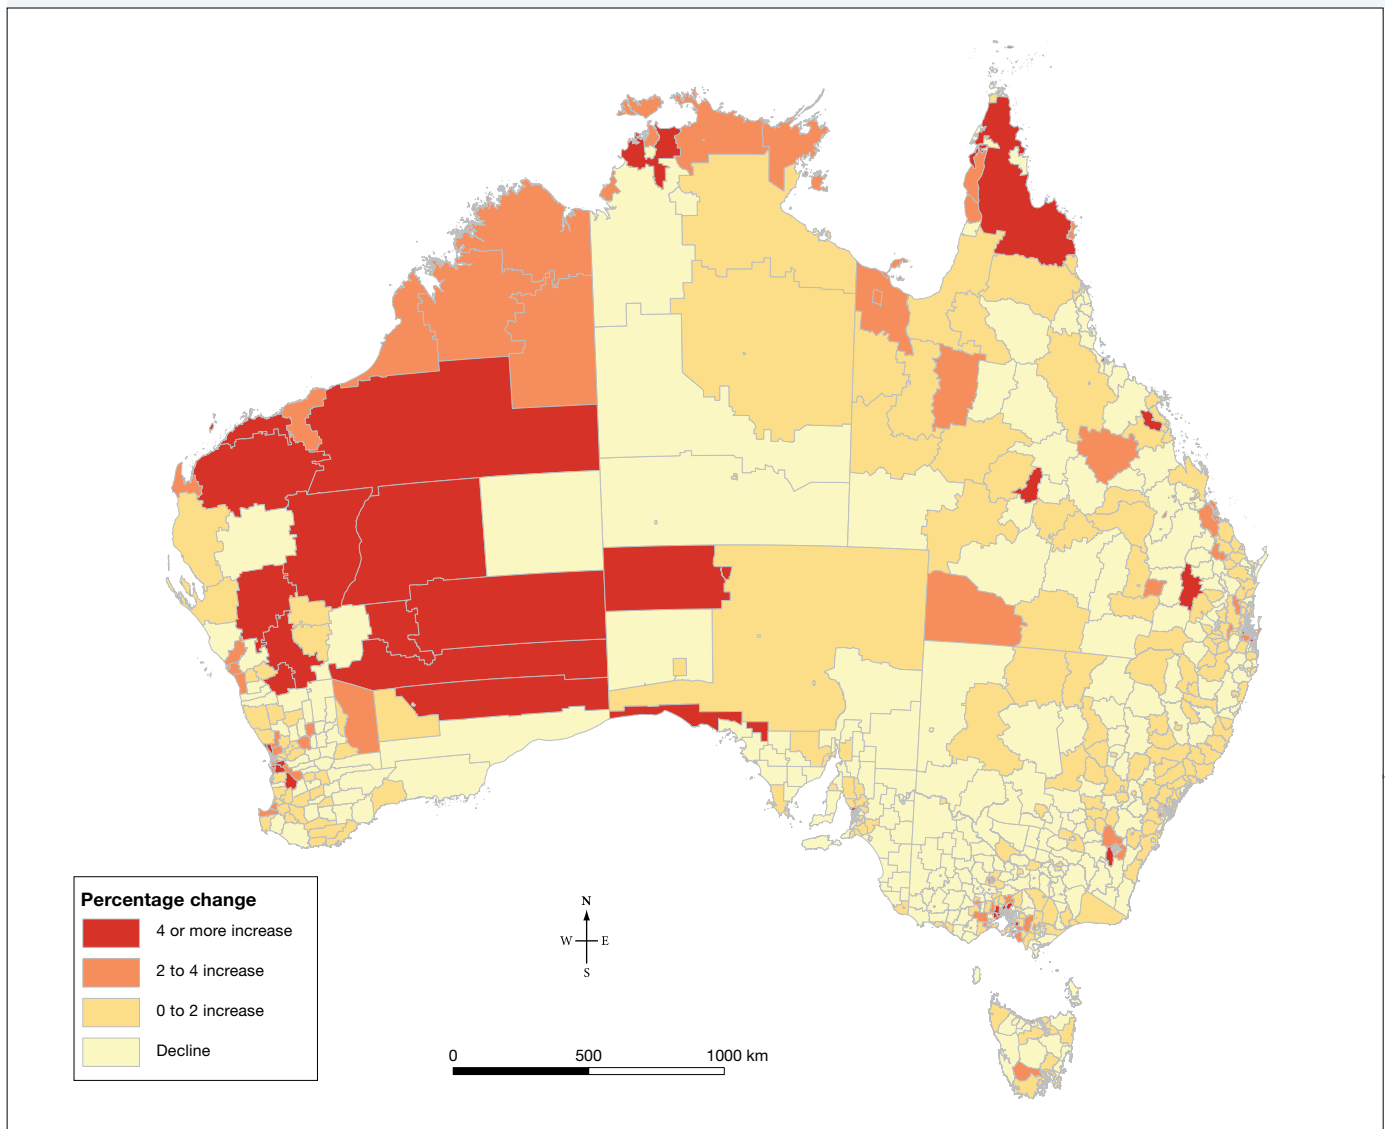 Percentage change
4 or more increase
2 to 4 increase
0 to 2 increase
Decline
N
W E
S
0 500 1000 km